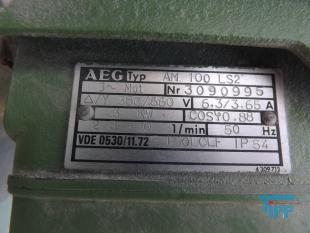 AEG Typ AM 100 LS2
3~ Mot Nr 3090995
Δ/Y 380/660 V 6.3/3.65 A
3 KW COSφ0.88
1/min 50 Hz
VDE 0530/11.72 ISOLCLF IP 54